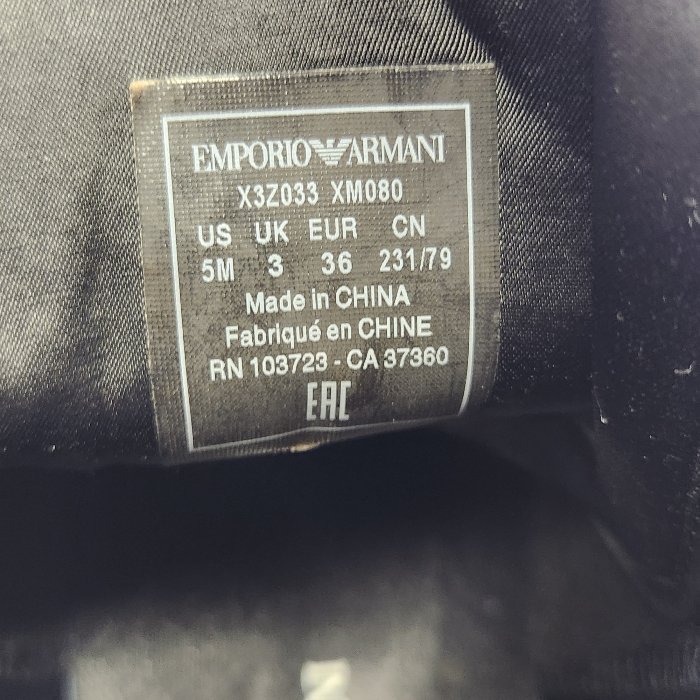 EMPORIO ARMANI
X3Z033 XM080
US UK EUR CN
5M 3 36 231/79
Made in CHINA
Fabriqué en CHINE
RN 103723 - CA 37360
EAC